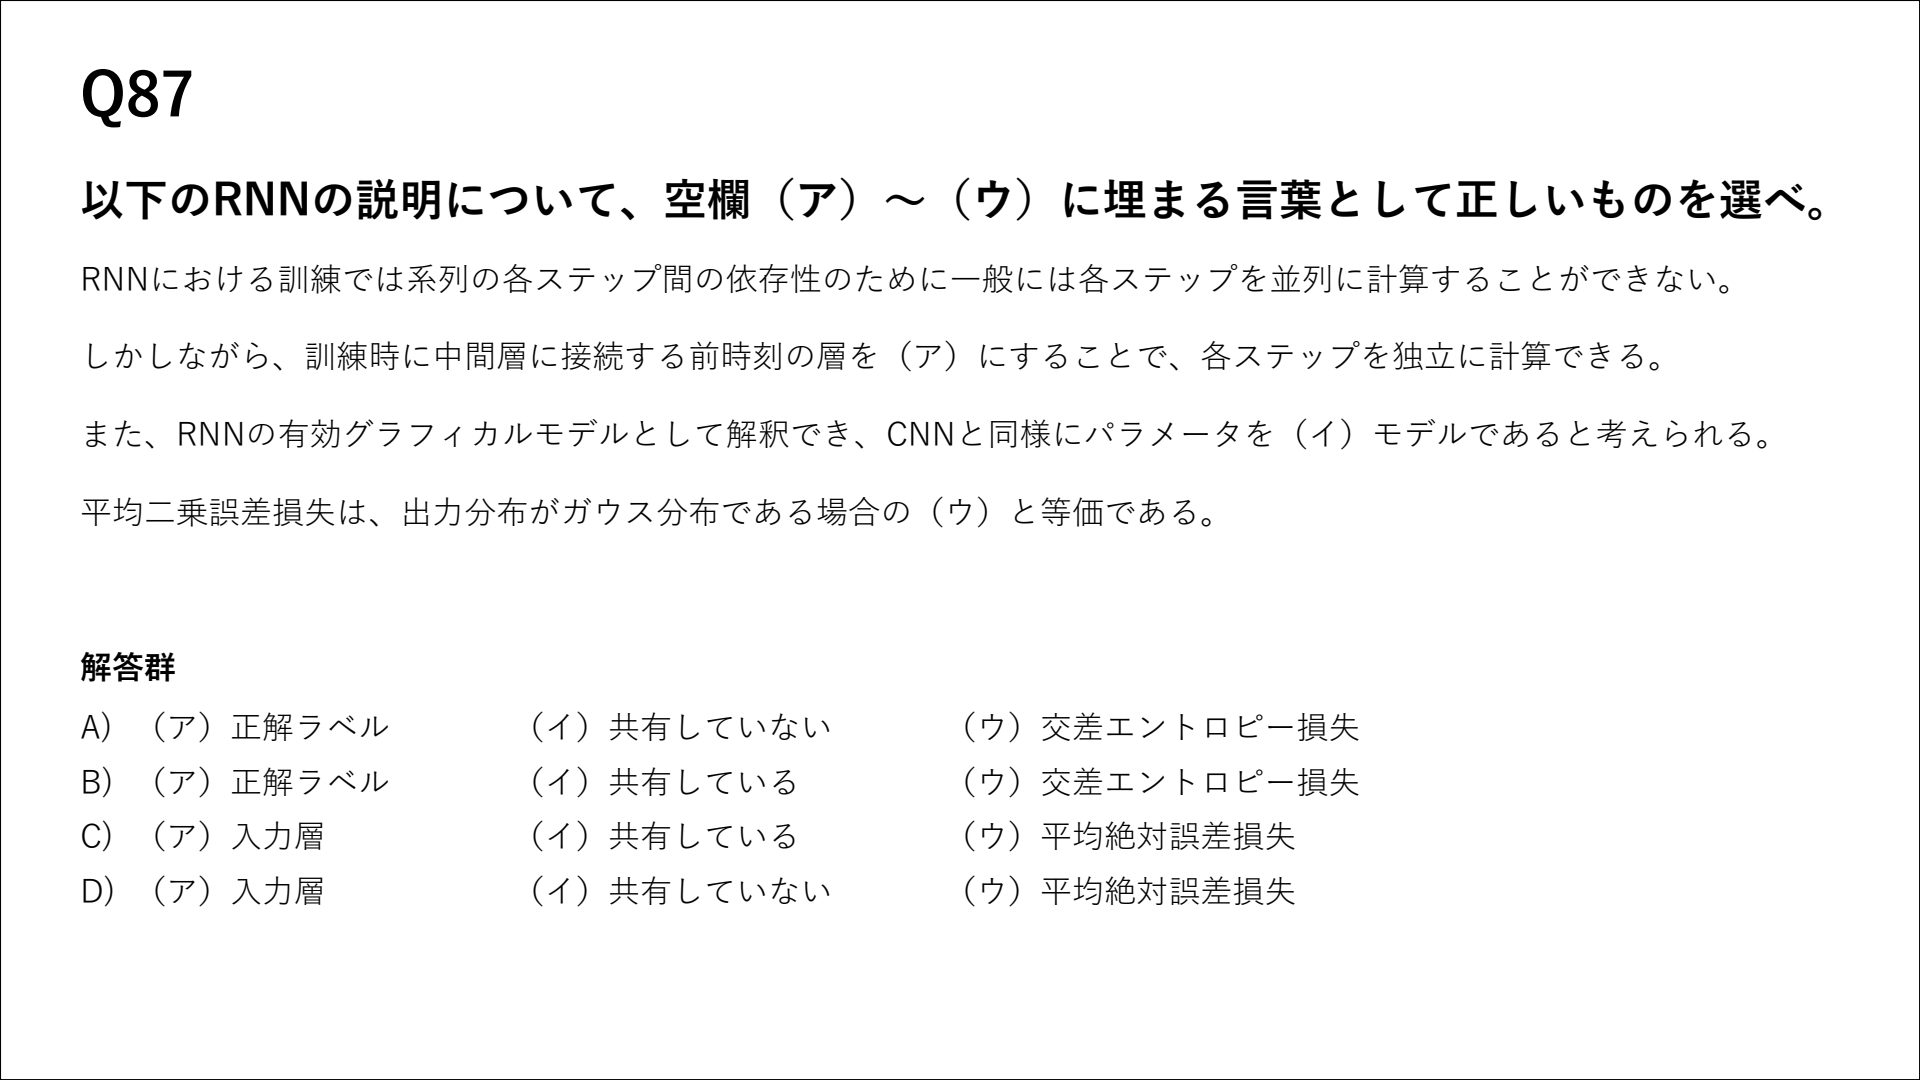 Q87
以下のRNNの説明について、空欄（ア）～（ウ）に埋まる言葉として正しいものを選べ。
RNNにおける訓練では系列の各ステップ間の依存性のために一般には各ステップを並列に計算することができない。
しかしながら、訓練時に中間層に接続する前時刻の層を（ア）にすることで、各ステップを独立に計算できる。
また、RNNの有効グラフィカルモデルとして解釈でき、CNNと同様にパラメータを（イ）モデルであると考えられる。
平均二乗誤差損失は、出力分布がガウス分布である場合の（ウ）と等価である。
解答群
A) （ア）正解ラベル （イ）共有していない （ウ）交差エントロピー損失
B) （ア）正解ラベル （イ）共有している （ウ）交差エントロピー損失
C) （ア）入力層 （イ）共有している （ウ）平均絶対誤差損失
D) （ア）入力層 （イ）共有していない （ウ）平均絶対誤差損失